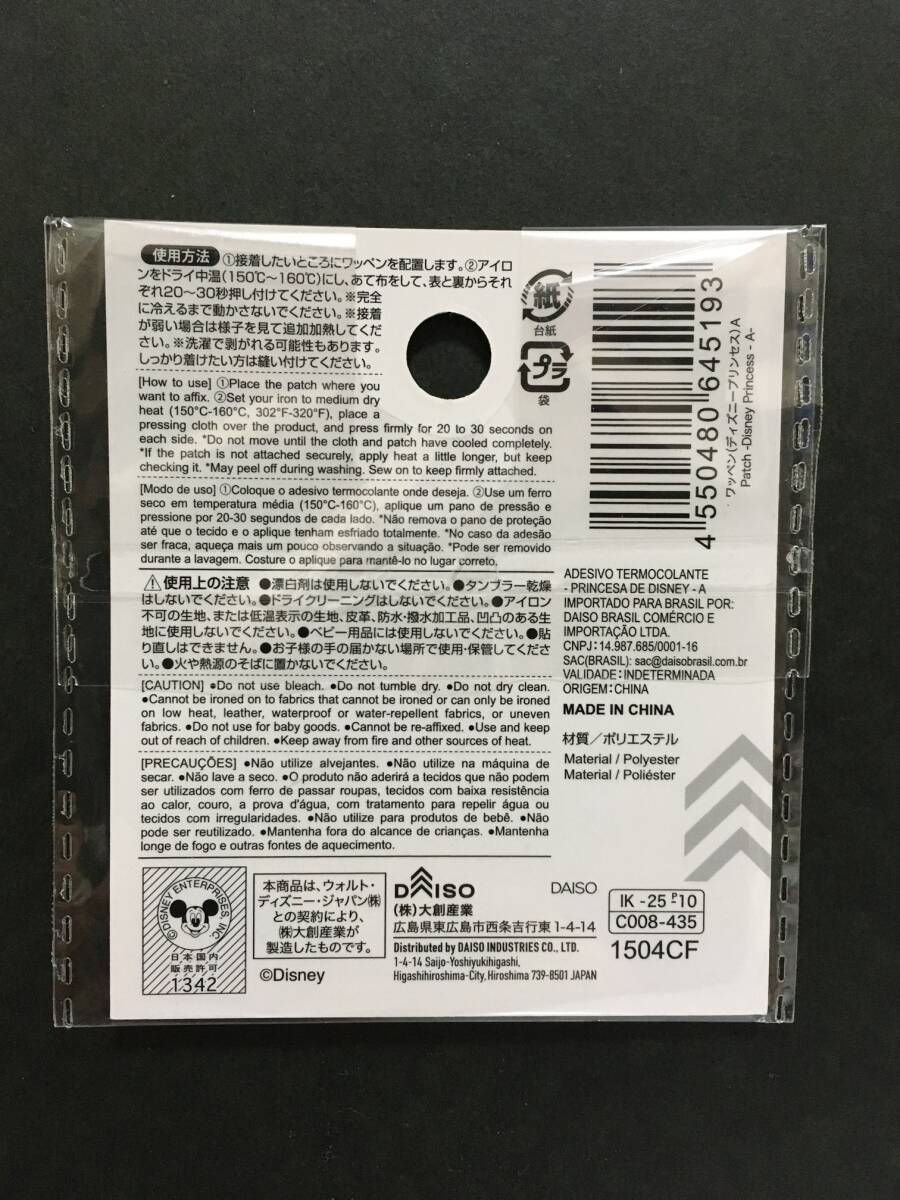 使用方法 ①接着したいところにワッペンを配置します。②アイロ
ンをドライ中温(150℃～160℃)にし、あて布をして、表と裏からそれ
ぞれ20～30秒押し付けてください。※完全
に冷えるまで動かさないでください。※接着
が弱い場合は様子を見て追加加熱してくだ
さい。※洗濯で剥がれる可能性もあります。
しっかり着けたい方は縫い付けてください。
[How to use] ①Place the patch where you
want to affix. ②Set your iron to medium dry
heat (150°C-160°C, 302°F-320°F), place a
pressing cloth over the product, and press firmly for 20 to 30 seconds on
each side. *Do not move until the cloth and patch have cooled completely.
*If the patch is not attached securely, apply heat a little longer, but keep
checking it. *May peel off during washing. Sew on to keep firmly attached.
[Modo de uso] ①Coloque o adesivo termocolante onde deseja. ②Use um ferro
seco em temperatura média (150°C-160°C), aplique um pano de pressão e
pressione por 20-30 segundos de cada lado. *Não remova o pano de proteção
até que o tecido e o aplique tenham esfriado totalmente. *No caso da adesão
ser fraca, aqueça mais um pouco observando a situação. *Pode ser removido
durante a lavagem. Costure o aplique para mantê-lo no lugar correto.
⚠使用上の注意 ●漂白剤は使用しないでください。●タンブラー乾燥
はしないでください。●ドライクリーニングはしないでください。●アイロン
不可の生地、または低温表示の生地、皮革、防水・撥水加工品、凹凸のある生
地に使用しないでください。●ベビー用品には使用しないでください。●貼
り直しはできません。●お子様の手の届かない場所で使用・保管してくださ
い。●火や熱源のそばに置かないでください。
[CAUTION] ●Do not use bleach. ●Do not tumble dry. ●Do not dry clean.
●Cannot be ironed on to fabrics that cannot be ironed or can only be ironed
on low heat, leather, waterproof or water-repellent fabrics, or uneven
fabrics. ●Do not use for baby goods. ●Cannot be re-affixed. ●Use and keep
out of reach of children. ●Keep away from fire and other sources of heat.
[PRECAUÇÕES] ●Não utilize alvejantes. ●Não utilize na máquina de
secar. ●Não lave a seco. ●O produto não aderirá a tecidos que não podem
ser utilizados com ferro de passar roupas, tecidos com baixa resistência
ao calor, couro, a prova d'água, com tratamento para repelir água ou
tecidos com irregularidades. ●Não utilize para produtos de bebê. ●Não
pode ser reutilizado. ●Mantenha fora do alcance de crianças. ●Mantenha
longe de fogo e outras fontes de aquecimento.
紙
台紙
プラ
袋
4 550480 645193
ワッペン(ディズニープリンセス)A
Patch -Disney Princess - A-
ADESIVO TERMOCOLANTE
- PRINCESA DE DISNEY - A
IMPORTADO PARA BRASIL POR:
DAISO BRASIL COMÉRCIO E
IMPORTAÇÃO LTDA.
CNPJ: 14.987.685/0001-16
SAC(BRASIL): sac@daisobrasil.com.br
VALIDADE: INDETERMINADA
ORIGEM: CHINA
MADE IN CHINA
材質/ポリエステル
Material / Polyester
Material / Poliéster
©DISNEY ENTERPRISES, INC.
日本国内
販売許可
1342
本商品は、ウォルト・
ディズニー・ジャパン㈱
との契約により、
㈱大創産業が
製造したものです。
©Disney
DAISO
(株)大創産業
広島県東広島市西条吉行東1-4-14
Distributed by DAISO INDUSTRIES CO., LTD.
1-4-14 Saijo-Yoshiyukihigashi,
Higashihiroshima-City, Hiroshima 739-8501 JAPAN
DAISO
IK -25 P 10
C008-435
1504CF